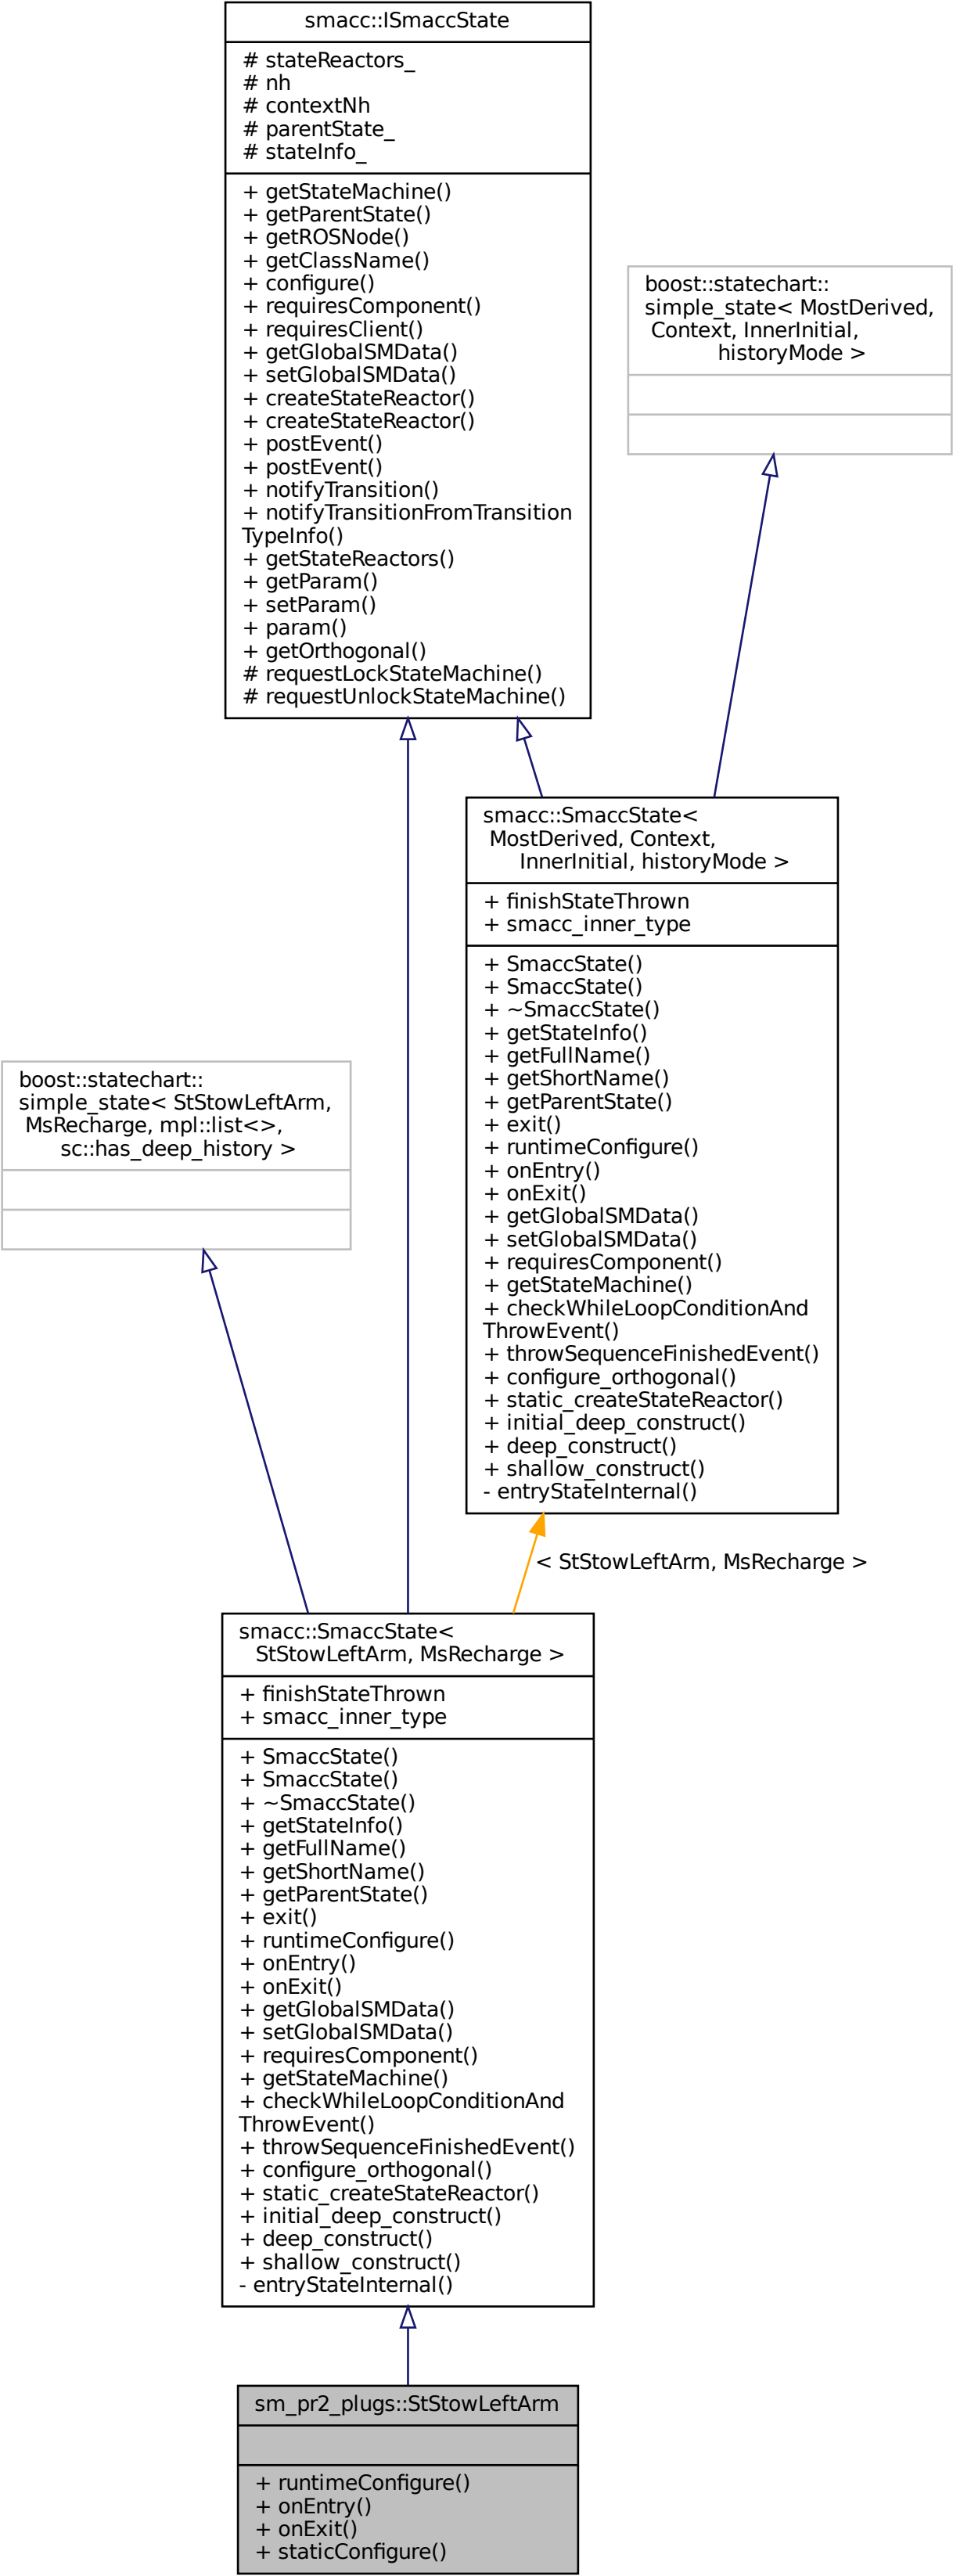 smacc::ISmaccState
# stateReactors_
# nh
# contextNh
# parentState_
# stateInfo_
+ getStateMachine()
+ getParentState()
+ getROSNode()
+ getClassName()
+ configure()
+ requiresComponent()
+ requiresClient()
+ getGlobalSMData()
+ setGlobalSMData()
+ createStateReactor()
+ createStateReactor()
+ postEvent()
+ postEvent()
+ notifyTransition()
+ notifyTransitionFromTransition
TypeInfo()
+ getStateReactors()
+ getParam()
+ setParam()
+ param()
+ getOrthogonal()
# requestLockStateMachine()
# requestUnlockStateMachine()
boost::statechart::
simple_state< MostDerived,
Context, InnerInitial,
historyMode >
smacc::SmaccState<
MostDerived, Context,
InnerInitial, historyMode >
+ finishStateThrown
+ smacc_inner_type
+ SmaccState()
+ SmaccState()
+ ~SmaccState()
+ getStateInfo()
+ getFullName()
+ getShortName()
+ getParentState()
+ exit()
+ runtimeConfigure()
+ onEntry()
+ onExit()
+ getGlobalSMData()
+ setGlobalSMData()
+ requiresComponent()
+ getStateMachine()
+ checkWhileLoopConditionAnd
ThrowEvent()
+ throwSequenceFinishedEvent()
+ configure_orthogonal()
+ static_createStateReactor()
+ initial_deep_construct()
+ deep_construct()
+ shallow_construct()
- entryStateInternal()
boost::statechart::
simple_state< StStowLeftArm,
MsRecharge, mpl::list<>,
sc::has_deep_history >
< StStowLeftArm, MsRecharge >
smacc::SmaccState<
StStowLeftArm, MsRecharge >
+ finishStateThrown
+ smacc_inner_type
+ SmaccState()
+ SmaccState()
+ ~SmaccState()
+ getStateInfo()
+ getFullName()
+ getShortName()
+ getParentState()
+ exit()
+ runtimeConfigure()
+ onEntry()
+ onExit()
+ getGlobalSMData()
+ setGlobalSMData()
+ requiresComponent()
+ getStateMachine()
+ checkWhileLoopConditionAnd
ThrowEvent()
+ throwSequenceFinishedEvent()
+ configure_orthogonal()
+ static_createStateReactor()
+ initial_deep_construct()
+ deep_construct()
+ shallow_construct()
- entryStateInternal()
sm_pr2_plugs::StStowLeftArm
+ runtimeConfigure()
+ onEntry()
+ onExit()
+ staticConfigure()